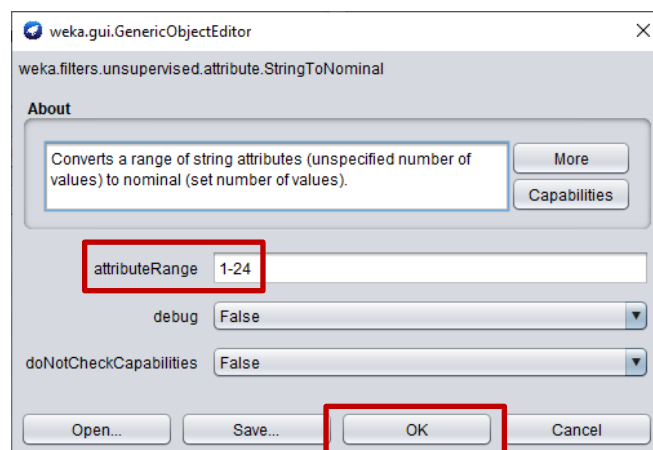 weka.gui.GenericObjectEditor
weka.filters.unsupervised.attribute.StringToNominal
About
Converts a range of string attributes (unspecified number of
values) to nominal (set number of values).
More
Capabilities
attributeRange 1-24
debug False
doNotCheckCapabilities False
Open... Save... OK Cancel